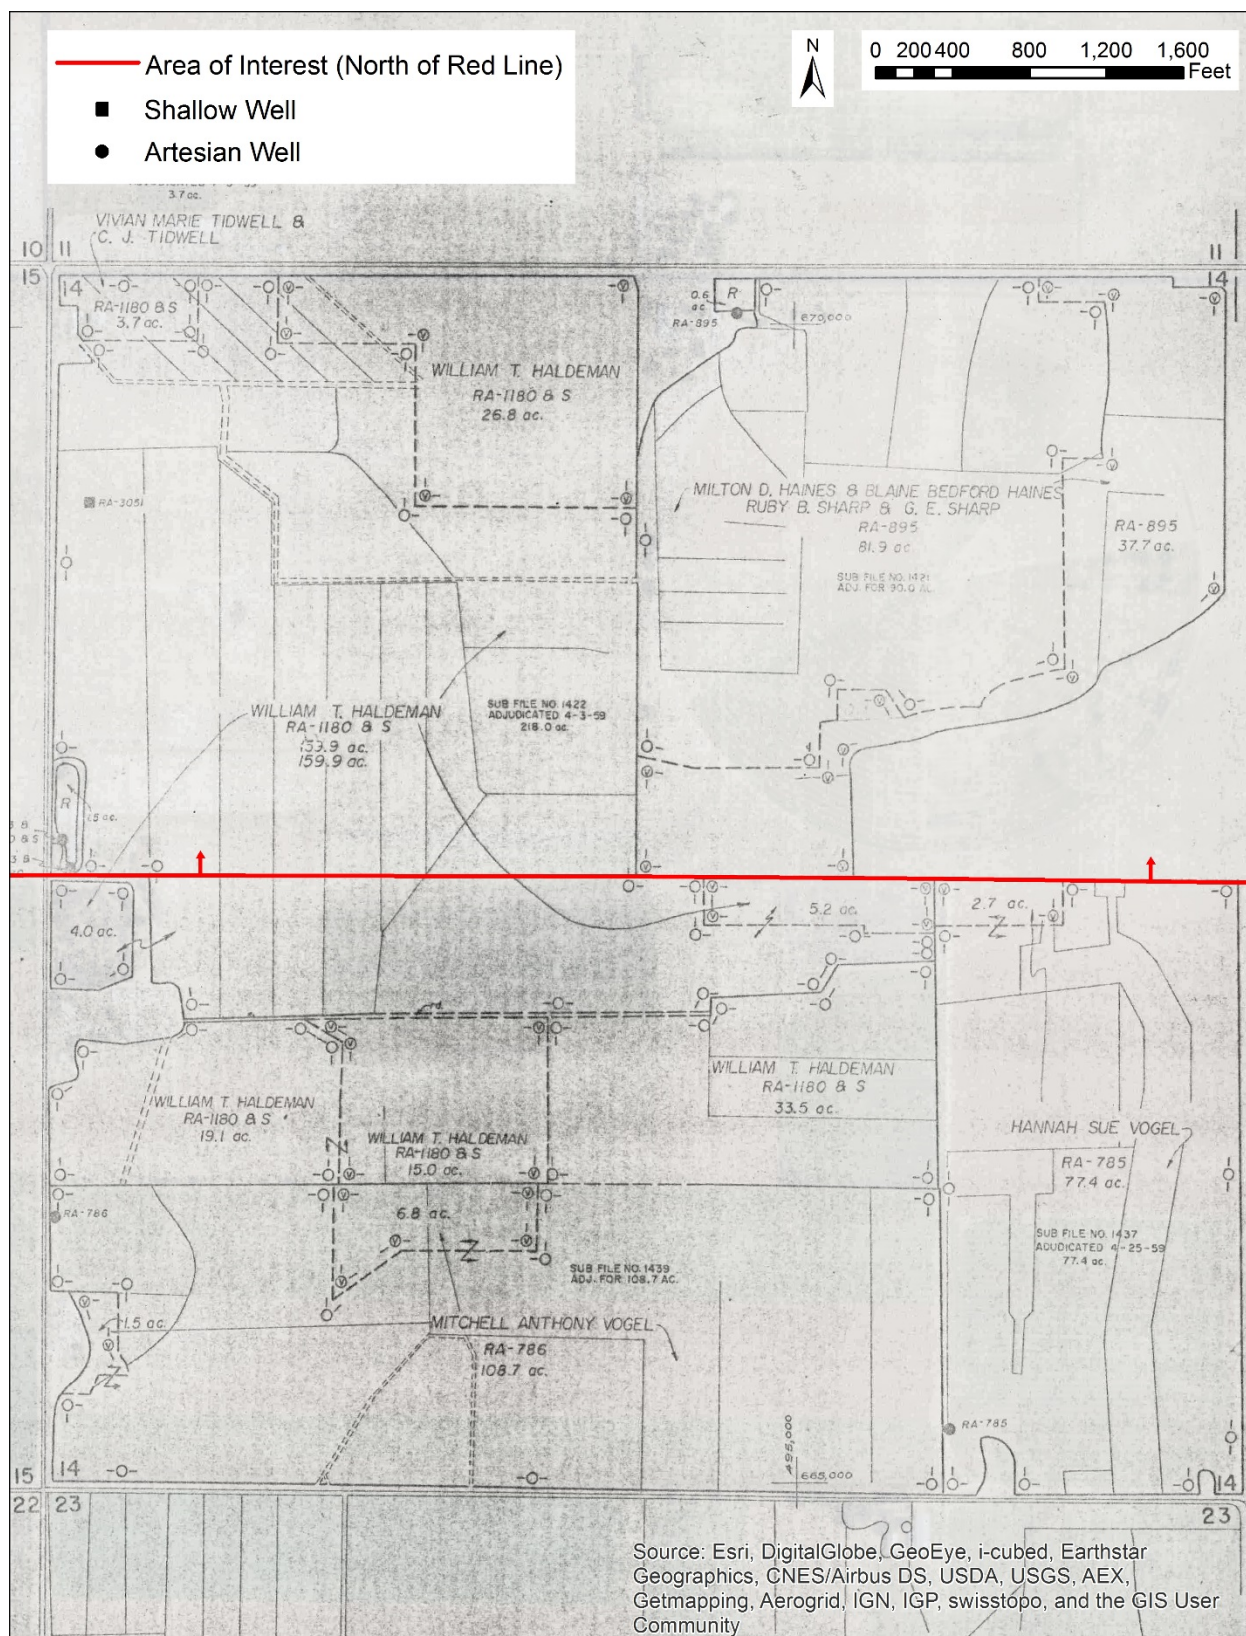 Area of Interest (North of Red Line)
Shallow Well
Artesian Well
N
0 200 400 800 1,200 1,600
Feet
3.7 ac.
VIVIAN MARIE TIDWELL &
C. J. TIDWELL
10 11
11
15
14
14
RA-1180 & S
3.7 ac.
WILLIAM T. HALDEMAN
RA-1180 & S
26.8 ac.
0.6
ac
R
RA-895
670,000
RA-3051
MILTON D. HAINES & BLAINE BEDFORD HAINES
RUBY B. SHARP & G. E. SHARP
RA-895
81.9 ac.
SUB FILE NO. 1421
ADJ. FOR 90.0 AC.
RA-895
37.7 ac.
WILLIAM T. HALDEMAN
RA-1180 & S
159.9 ac.
SUB FILE NO. 1422
ADJUDICATED 4-3-59
218.0 ac.
R
.5 ac.
4.0 ac.
5.2 ac.
2.7 ac.
WILLIAM T. HALDEMAN
RA-1180 & S
19.1 ac.
WILLIAM T. HALDEMAN
RA-1180 & S
15.0 ac.
WILLIAM T. HALDEMAN
RA-1180 & S
33.5 ac.
HANNAH SUE VOGEL
RA-785
77.4 ac.
SUB FILE NO. 1437
ADUDICATED 4-25-59
77.4 ac.
RA-786
6.8 ac.
SUB FILE NO. 1439
ADJ. FOR 108.7 AC.
1.5 ac.
MITCHELL ANTHONY VOGEL
RA-786
108.7 ac.
RA-785
495,000
665,000
15 14
14
22 23
23
Source: Esri, DigitalGlobe, GeoEye, i-cubed, Earthstar
Geographics, CNES/Airbus DS, USDA, USGS, AEX,
Getmapping, Aerogrid, IGN, IGP, swisstopo, and the GIS User
Community